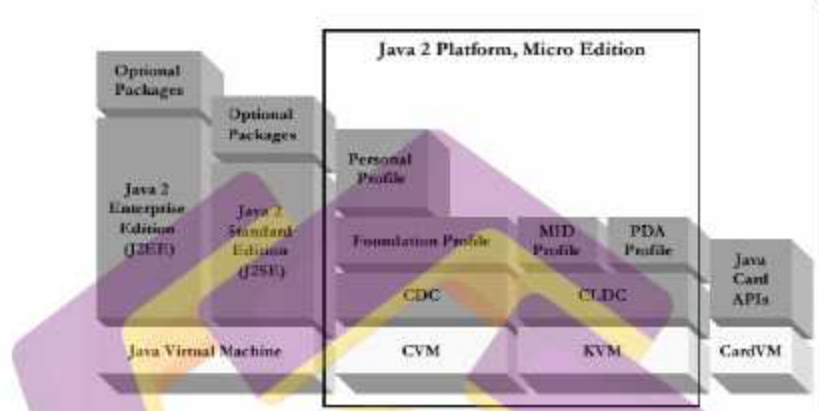 Java 2 Platform, Micro Edition
Optional
Packages
Optional
Packages
Personal
Profile
Java 2
Enterprise
Edition
(J2EE)
Java 2
Standard
Edition
(J2SE)
Foundation Profile
MID
Profile
PDA
Profile
Java
Card
APIs
CDC
CLDC
Java Virtual Machine
CVM
KVM
CardVM